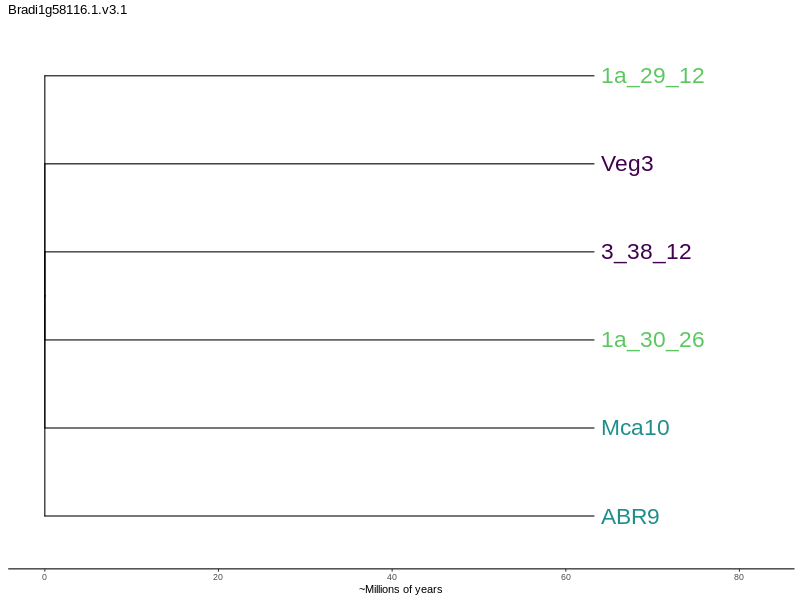 Bradi1g58116.1.v3.1
1a_29_12
Veg3
3_38_12
1a_30_26
Mca10
ABR9
0 20 40 60 80
~Millions of years